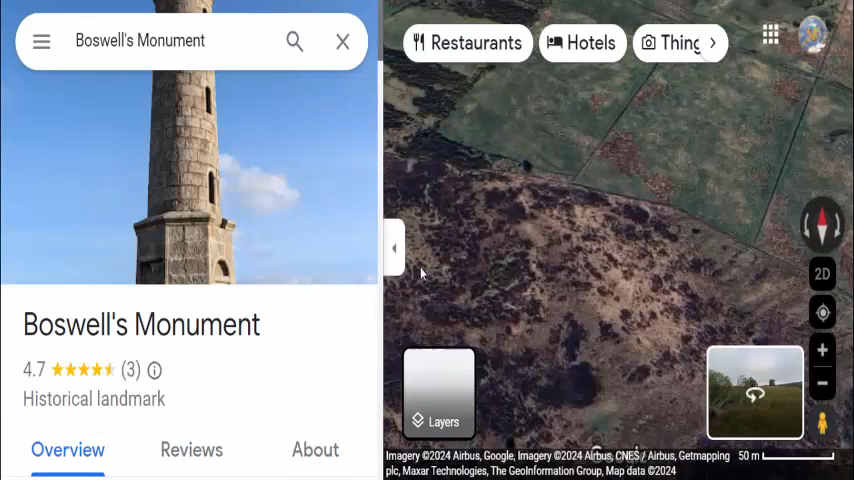 Boswell's Monument
Restaurants
Hotels
Thing
Boswell's Monument
4.7 (3)
Historical landmark
Overview Reviews About
2D
Layers
Imagery ©2024 Airbus, Google, Imagery ©2024 Airbus, CNES / Airbus, Getmapping
plc, Maxar Technologies, The GeoInformation Group, Map data ©2024
50 m